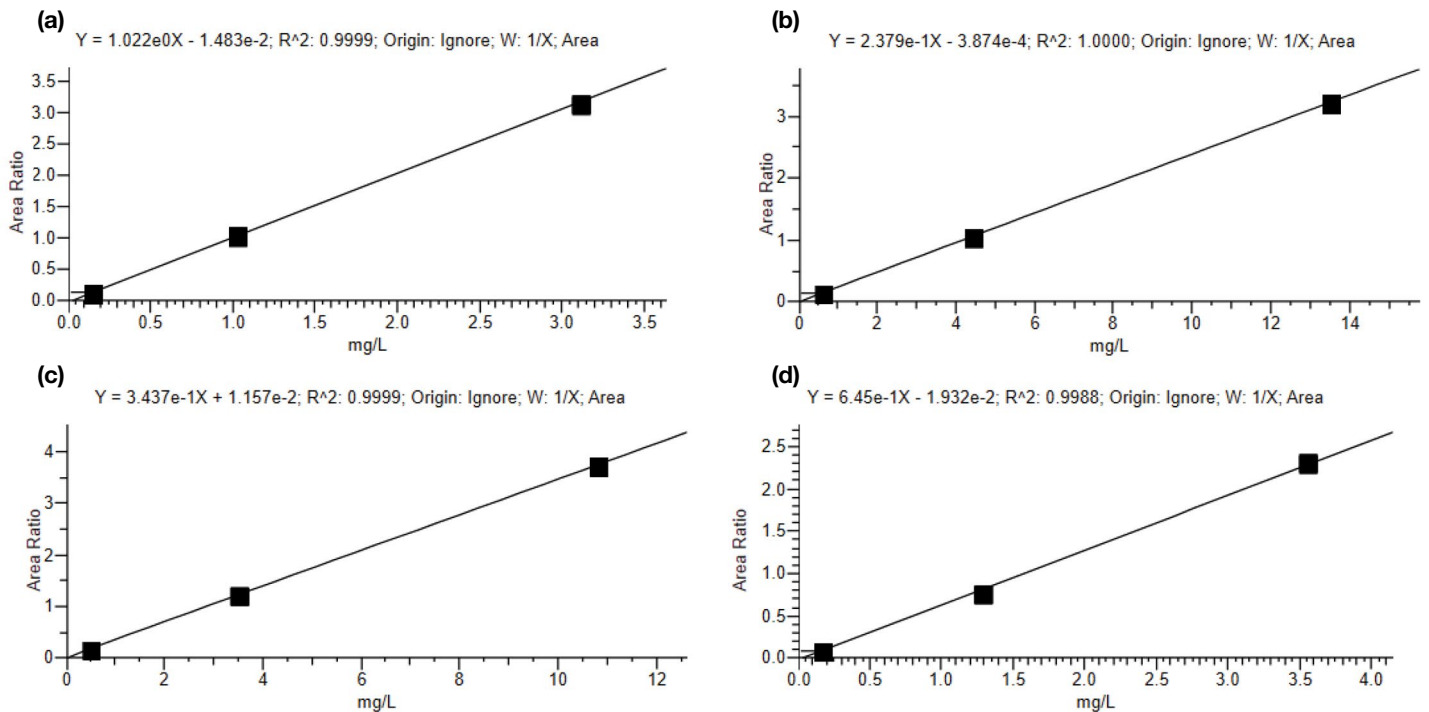 (a)
Y = 1.022e0X - 1.483e-2; R^2: 0.9999; Origin: Ignore; W: 1/X; Area
3.5
3.0
2.5
2.0
1.5
1.0
0.5
0.0
Area Ratio
0.0 0.5 1.0 1.5 2.0 2.5 3.0 3.5
mg/L
(b)
Y = 2.379e-1X - 3.874e-4; R^2: 1.0000; Origin: Ignore; W: 1/X; Area
3
2
1
0
Area Ratio
0 2 4 6 8 10 12 14
mg/L
(c)
Y = 3.437e-1X + 1.157e-2; R^2: 0.9999; Origin: Ignore; W: 1/X; Area
4
3
2
1
0
Area Ratio
0 2 4 6 8 10 12
mg/L
(d)
Y = 6.45e-1X - 1.932e-2; R^2: 0.9988; Origin: Ignore; W: 1/X; Area
2.5
2.0
1.5
1.0
0.5
0.0
Area Ratio
0.0 0.5 1.0 1.5 2.0 2.5 3.0 3.5 4.0
mg/L